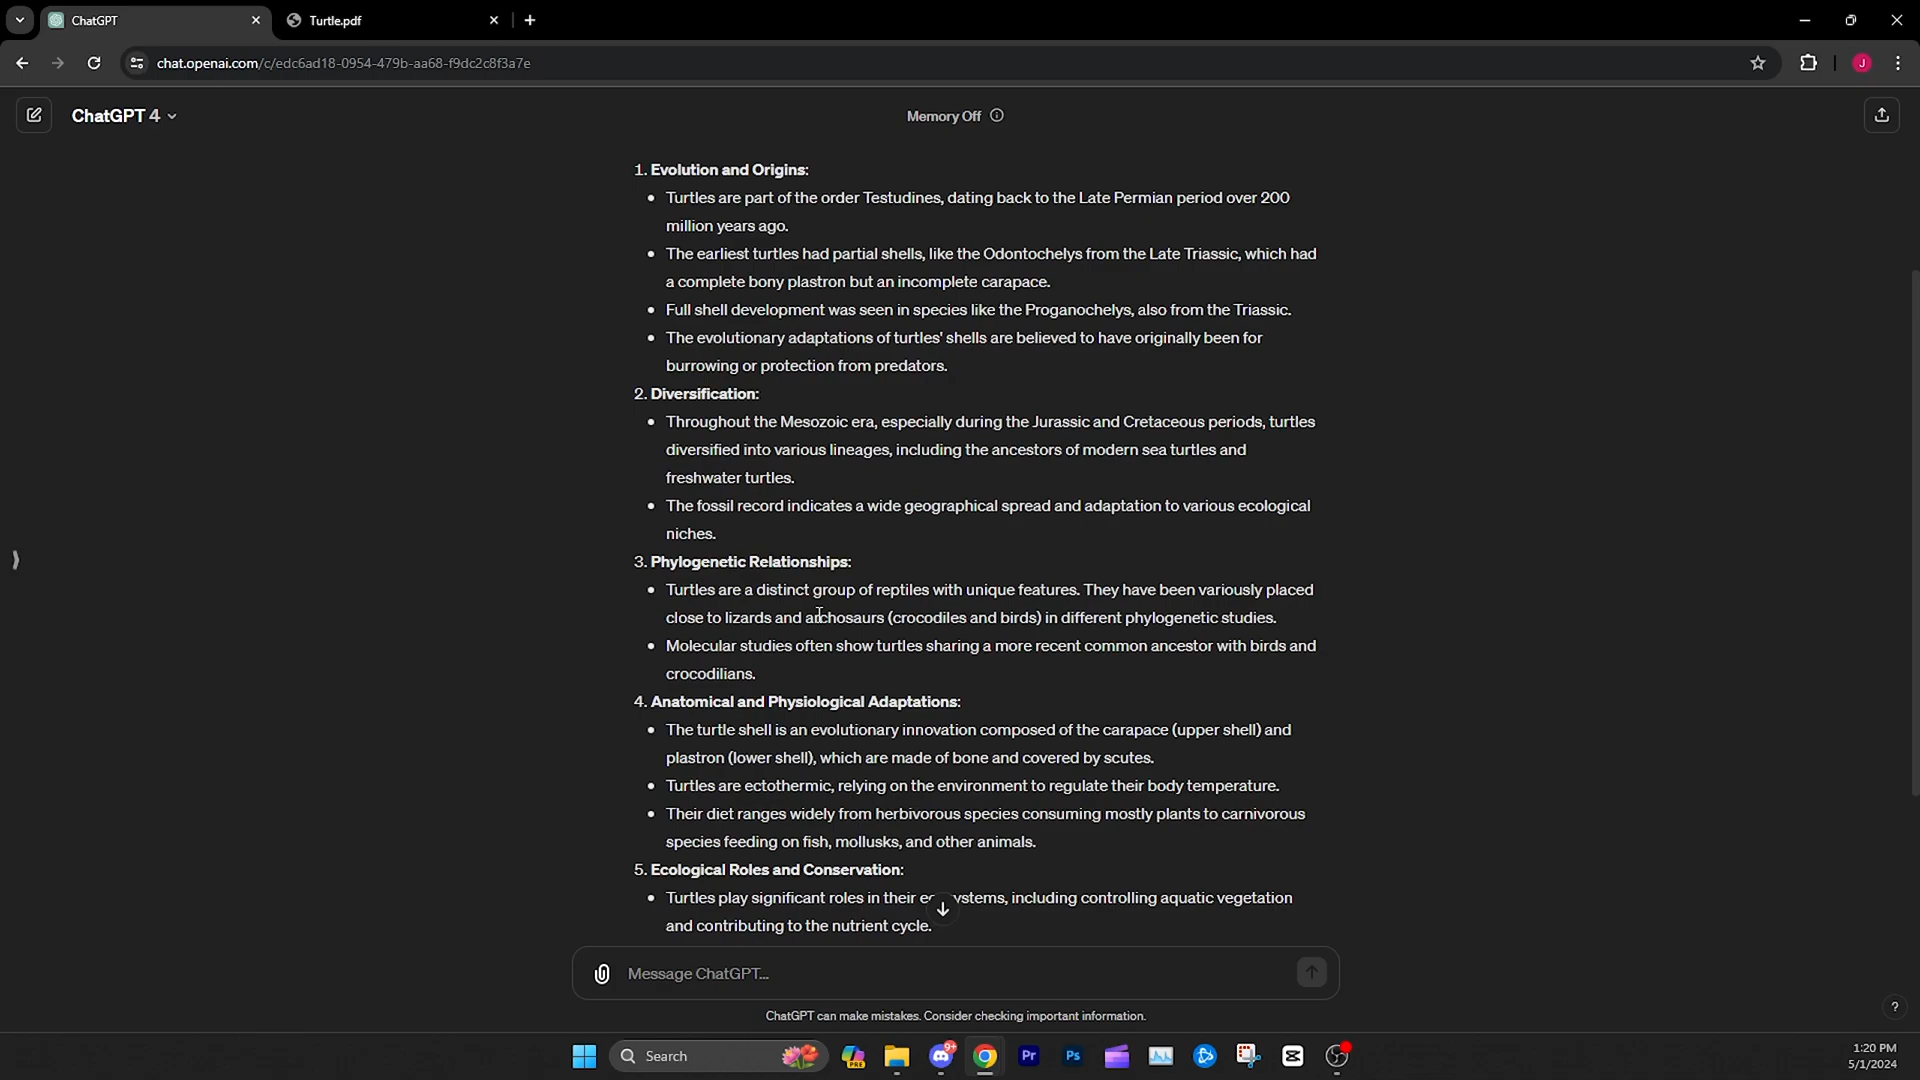 ChatGPT
Turtle.pdf
chat.openai.com/c/edc6ad18-0954-479b-aa68-f9dc2c8f3a7e
J
ChatGPT 4
Memory Off
1. Evolution and Origins:
• Turtles are part of the order Testudines, dating back to the Late Permian period over 200
million years ago.
• The earliest turtles had partial shells, like the Odontochelys from the Late Triassic, which had
a complete bony plastron but an incomplete carapace.
• Full shell development was seen in species like the Proganochelys, also from the Triassic.
• The evolutionary adaptations of turtles' shells are believed to have originally been for
burrowing or protection from predators.
2. Diversification:
• Throughout the Mesozoic era, especially during the Jurassic and Cretaceous periods, turtles
diversified into various lineages, including the ancestors of modern sea turtles and
freshwater turtles.
• The fossil record indicates a wide geographical spread and adaptation to various ecological
niches.
3. Phylogenetic Relationships:
• Turtles are a distinct group of reptiles with unique features. They have been variously placed
close to lizards and archosaurs (crocodiles and birds) in different phylogenetic studies.
• Molecular studies often show turtles sharing a more recent common ancestor with birds and
crocodilians.
4. Anatomical and Physiological Adaptations:
• The turtle shell is an evolutionary innovation composed of the carapace (upper shell) and
plastron (lower shell), which are made of bone and covered by scutes.
• Turtles are ectothermic, relying on the environment to regulate their body temperature.
• Their diet ranges widely from herbivorous species consuming mostly plants to carnivorous
species feeding on fish, mollusks, and other animals.
5. Ecological Roles and Conservation:
• Turtles play significant roles in their ecosystems, including controlling aquatic vegetation
and contributing to the nutrient cycle.
Message ChatGPT...
ChatGPT can make mistakes. Consider checking important information.
?
Search
PRE
9+
Pr
Ps
1:20 PM
5/1/2024